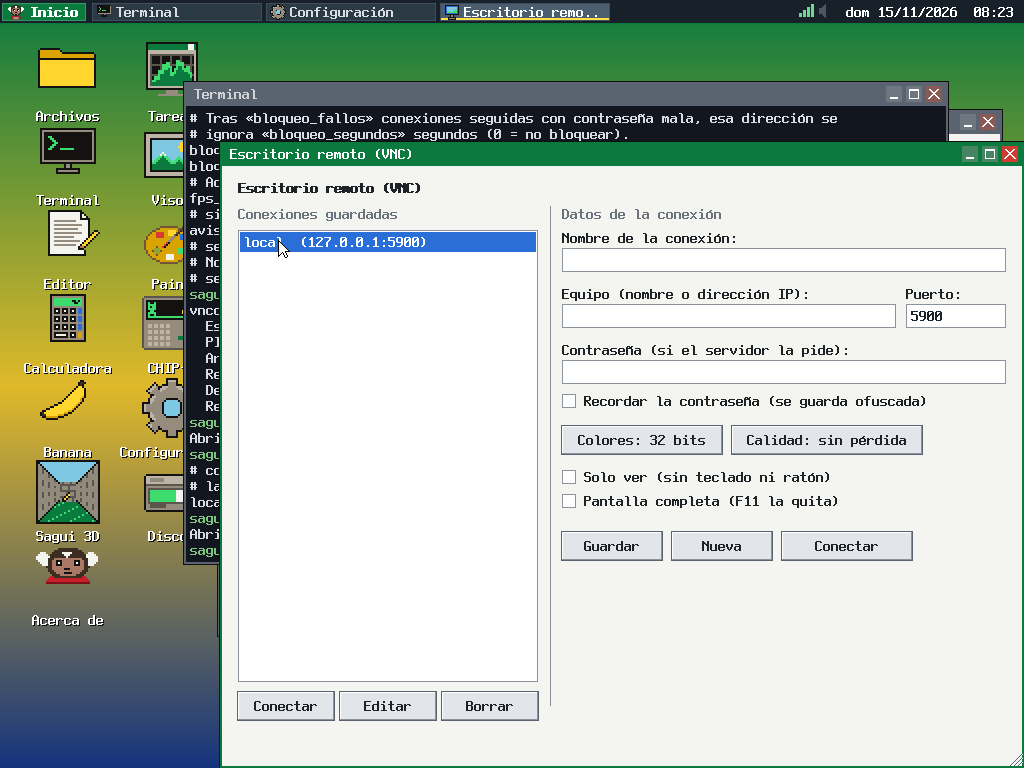 Inicio
Terminal
Configuración
Escritorio remo..
dom 15/11/2026
08:23
Archivos
Terminal
Editor
Calculadora
Banana
Sagui 3D
Acerca de
Terminal
# Tras «bloqueo_fallos» conexiones seguidas con contraseña mala, esa dirección se
# ignora «bloqueo_segundos» segundos (0 = no bloquear).
Escritorio remoto (VNC)
Escritorio remoto (VNC)
Conexiones guardadas
local (127.0.0.1:5900)
Conectar
Editar
Borrar
Datos de la conexión
Nombre de la conexión:
Equipo (nombre o dirección IP):
Puerto:
5900
Contraseña (si el servidor la pide):
Recordar la contraseña (se guarda ofuscada)
Colores: 32 bits
Calidad: sin pérdida
Solo ver (sin teclado ni ratón)
Pantalla completa (F11 la quita)
Guardar
Nueva
Conectar